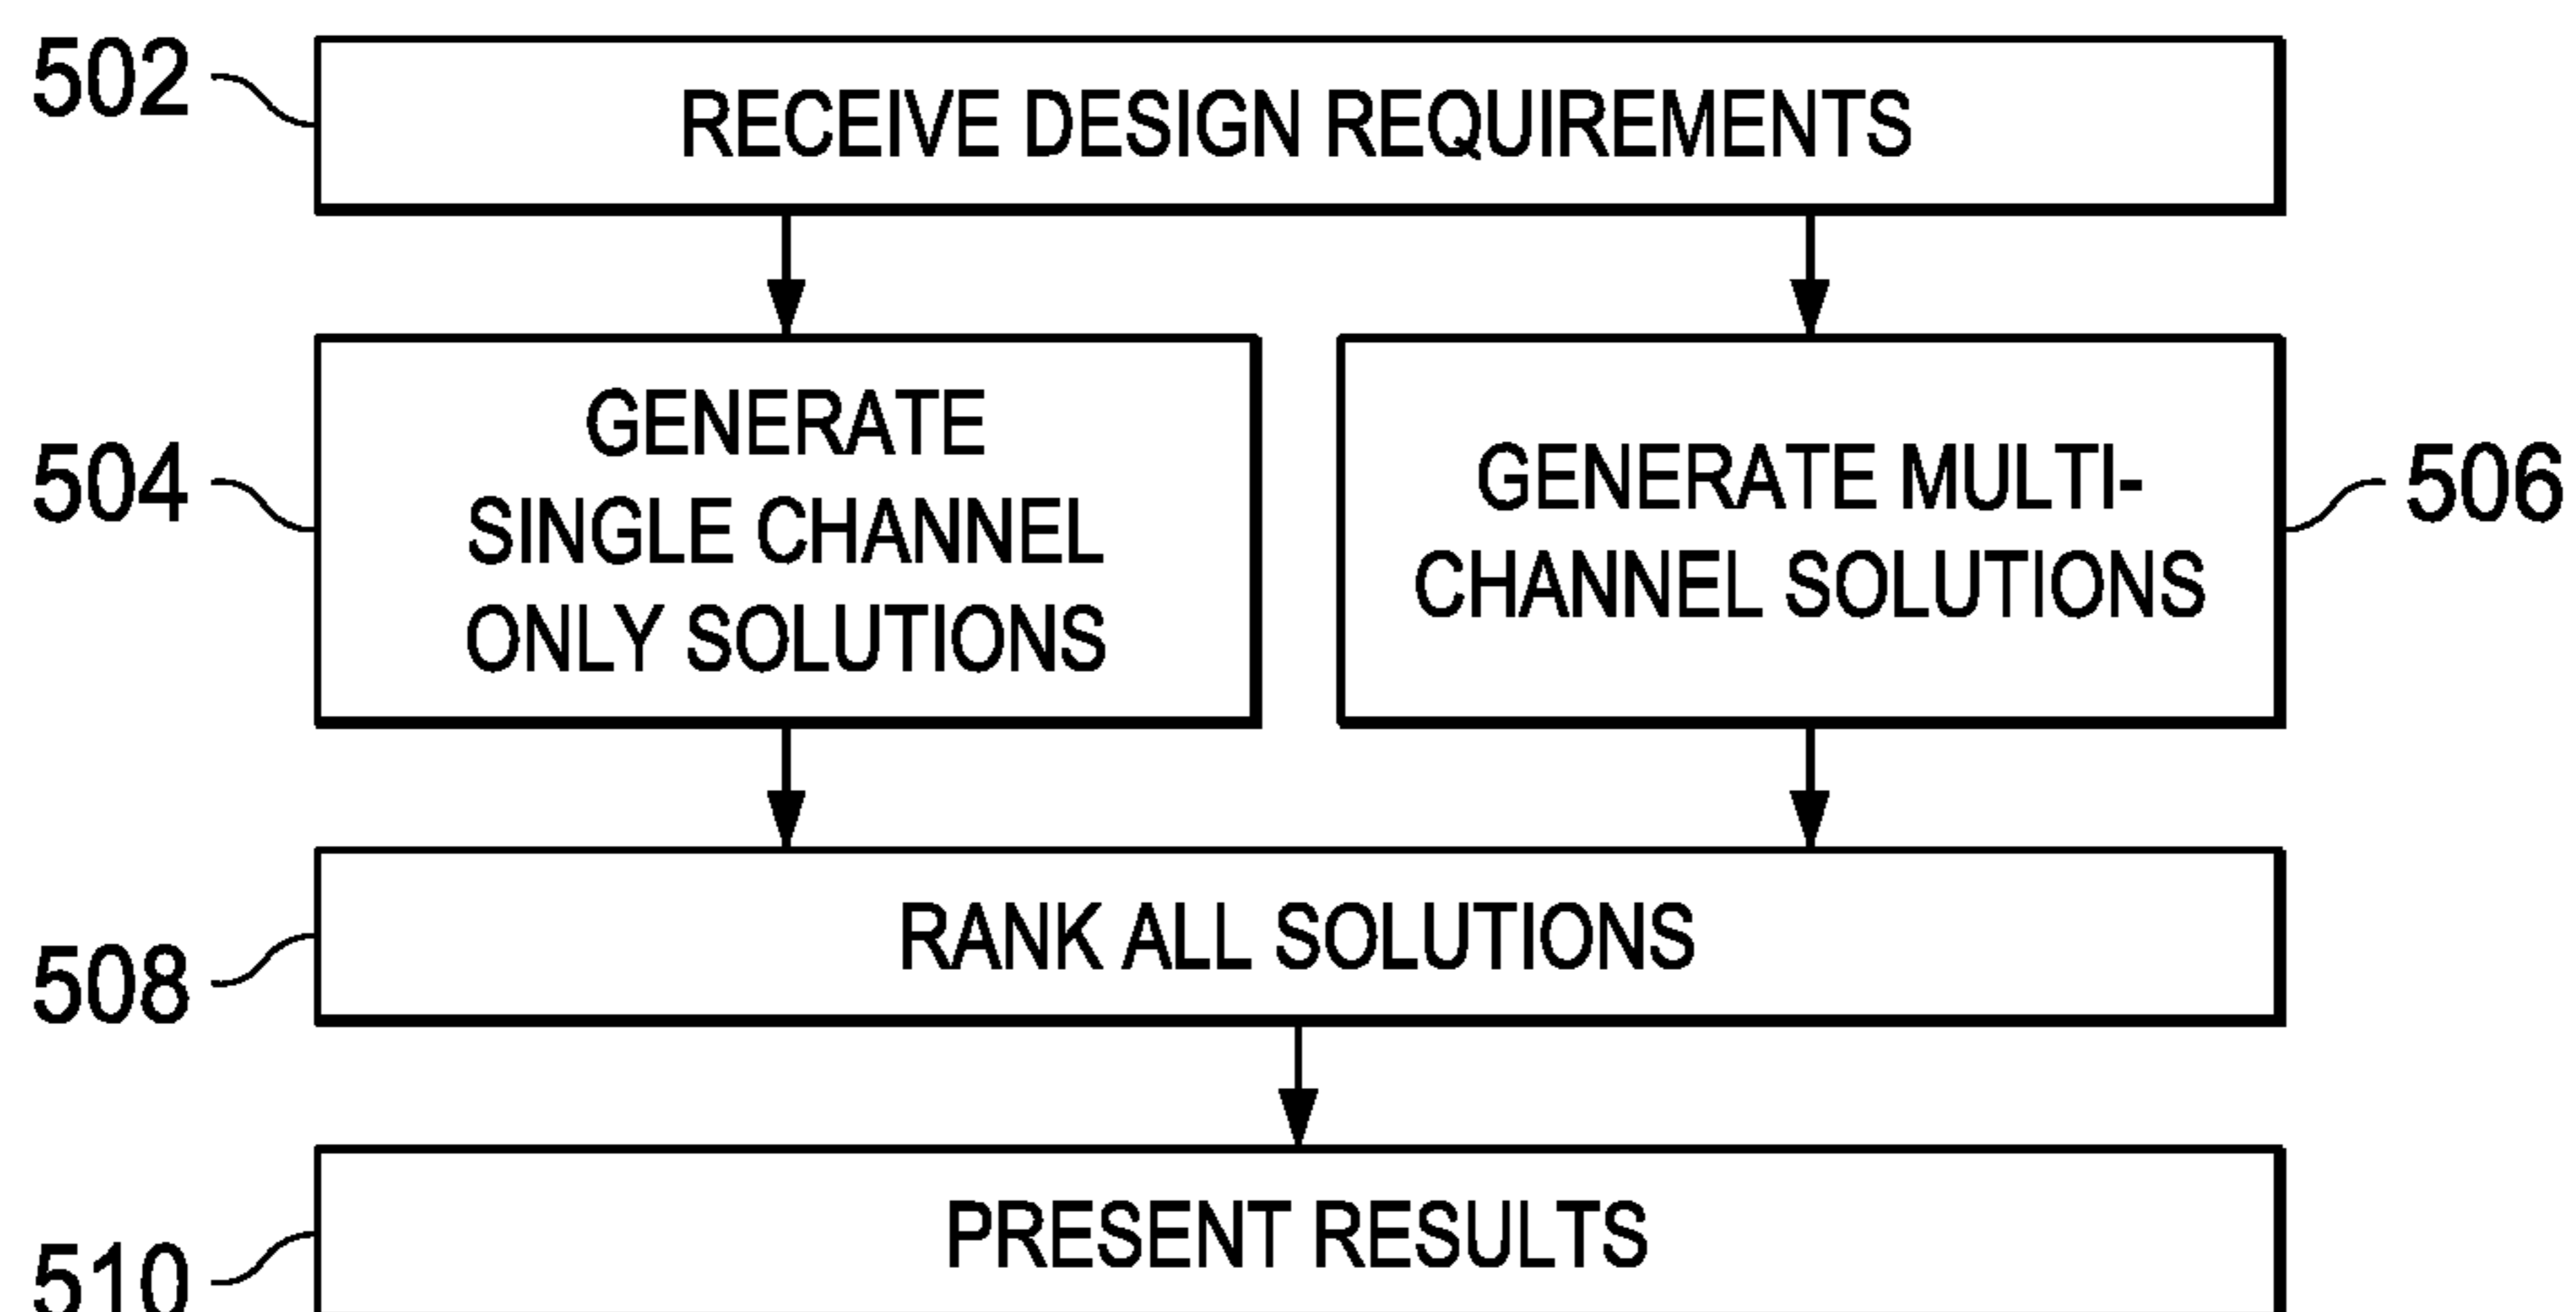 502
RECEIVE DESIGN REQUIREMENTS
504
GENERATE
SINGLE CHANNEL
ONLY SOLUTIONS
GENERATE MULTI-
CHANNEL SOLUTIONS
506
508
RANK ALL SOLUTIONS
510
PRESENT RESULTS